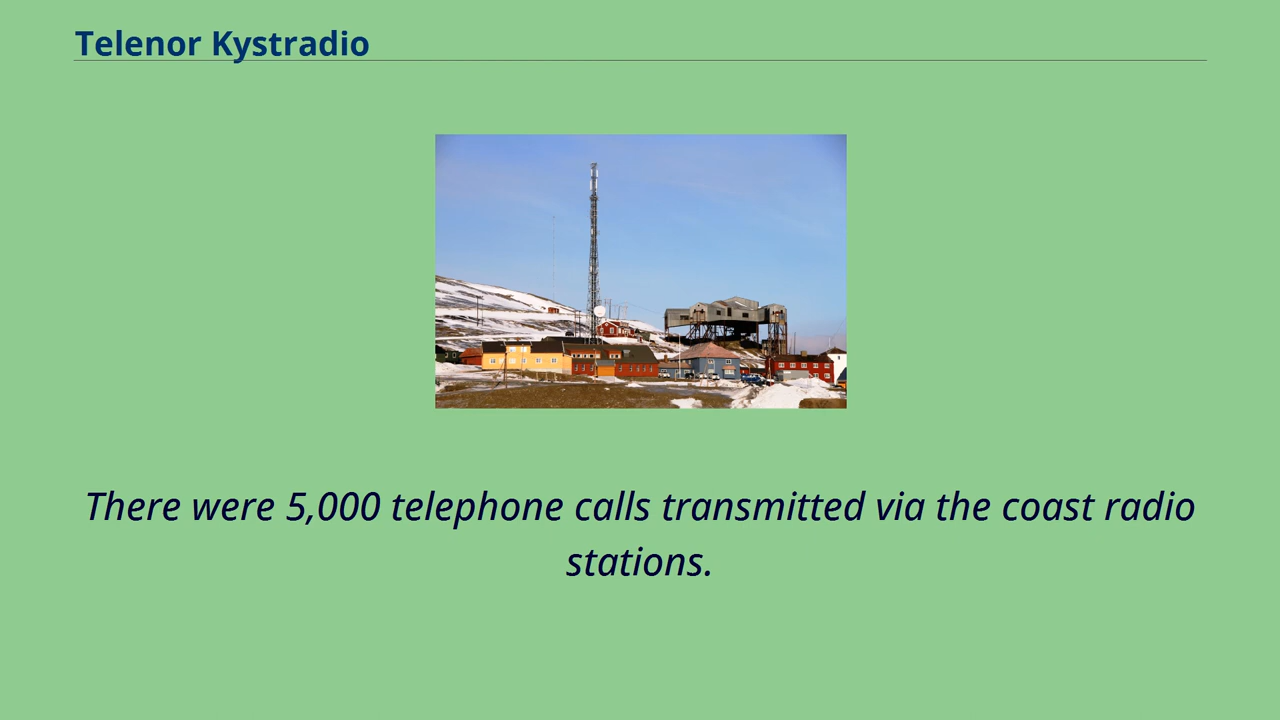 Telenor Kystradio
There were 5,000 telephone calls transmitted via the coast radio
stations.